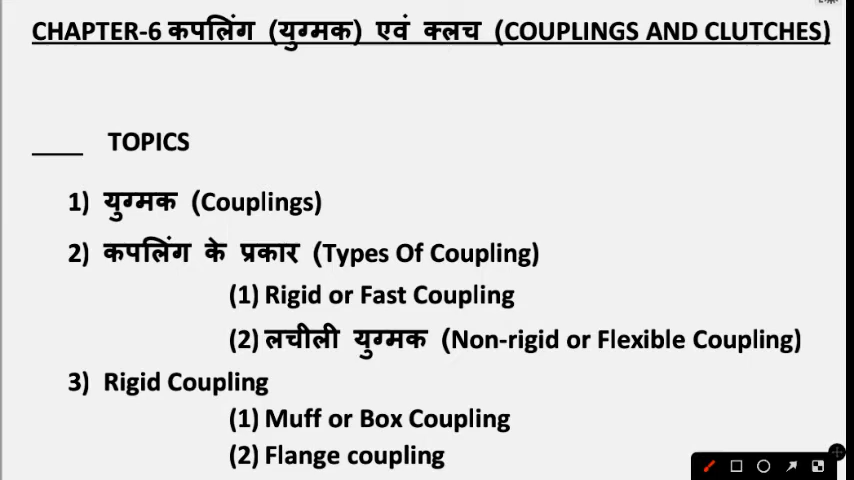 CHAPTER-6 कपलिंग (युग्मक) एवं क्लच (COUPLINGS AND CLUTCHES)
____ TOPICS
1) युग्मक (Couplings)
2) कपलिंग के प्रकार (Types Of Coupling)
(1) Rigid or Fast Coupling
(2) लचीली युग्मक (Non-rigid or Flexible Coupling)
3) Rigid Coupling
(1) Muff or Box Coupling
(2) Flange coupling